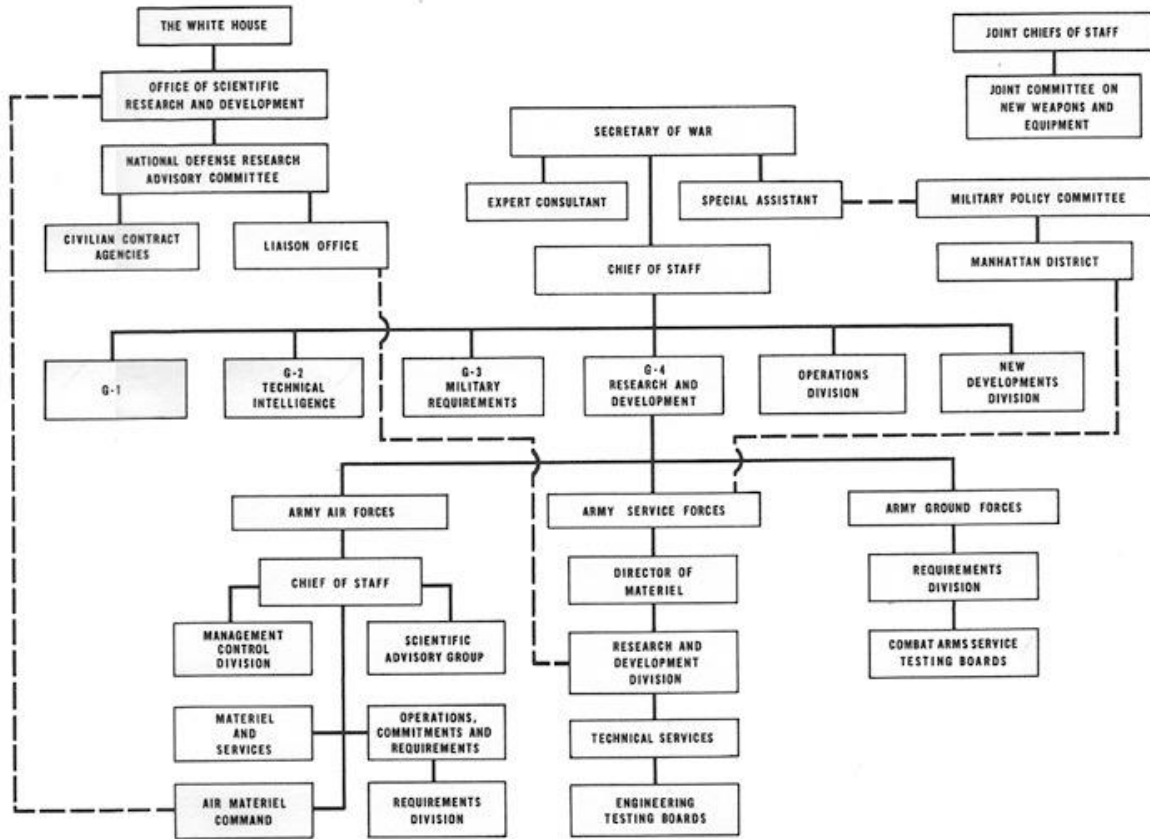 THE WHITE HOUSE
JOINT CHIEFS OF STAFF
OFFICE OF SCIENTIFIC
RESEARCH AND DEVELOPMENT
JOINT COMMITTEE ON
NEW WEAPONS AND
EQUIPMENT
SECRETARY OF WAR
NATIONAL DEFENSE RESEARCH
ADVISORY COMMITTEE
EXPERT CONSULTANT
SPECIAL ASSISTANT
MILITARY POLICY COMMITTEE
CIVILIAN CONTRACT
AGENCIES
LIAISON OFFICE
CHIEF OF STAFF
MANHATTAN DISTRICT
G-1
G-2
TECHNICAL
INTELLIGENCE
G-3
MILITARY
REQUIREMENTS
G-4
RESEARCH AND
DEVELOPMENT
OPERATIONS
DIVISION
NEW
DEVELOPMENTS
DIVISION
ARMY AIR FORCES
ARMY SERVICE FORCES
ARMY GROUND FORCES
CHIEF OF STAFF
DIRECTOR OF
MATERIEL
REQUIREMENTS
DIVISION
MANAGEMENT
CONTROL
DIVISION
SCIENTIFIC
ADVISORY GROUP
RESEARCH AND
DEVELOPMENT
DIVISION
COMBAT ARMS SERVICE
TESTING BOARDS
MATERIEL
AND
SERVICES
OPERATIONS,
COMMITMENTS AND
REQUIREMENTS
TECHNICAL SERVICES
AIR MATERIEL
COMMAND
REQUIREMENTS
DIVISION
ENGINEERING
TESTING BOARDS